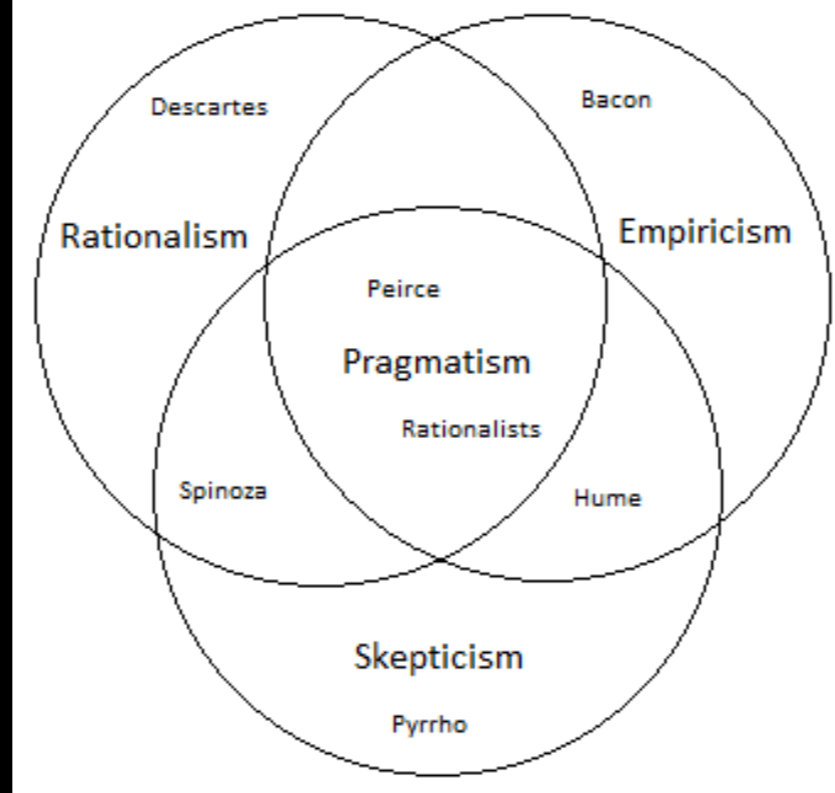 Descartes
Bacon
Rationalism
Empiricism
Peirce
Pragmatism
Rationalists
Spinoza
Hume
Skepticism
Pyrrho